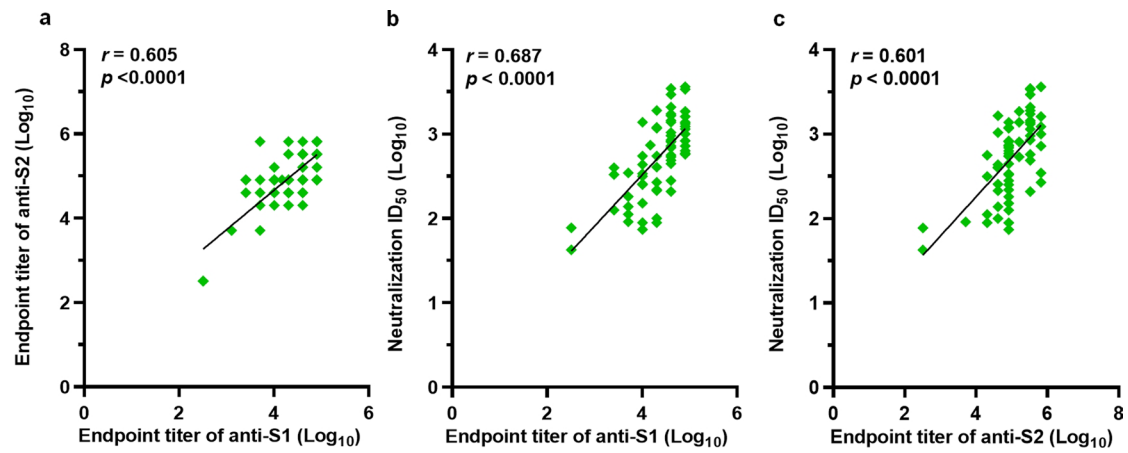 a
r = 0.605
p <0.0001
Endpoint titer of anti-S2 (Log10)
8
6
4
2
0
0 2 4 6
Endpoint titer of anti-S1 (Log10)
b
r = 0.687
p < 0.0001
Neutralization ID50 (Log10)
4
3
2
1
0
0 2 4 6
Endpoint titer of anti-S1 (Log10)
c
r = 0.601
p < 0.0001
Neutralization ID50 (Log10)
4
3
2
1
0
0 2 4 6 8
Endpoint titer of anti-S2 (Log10)